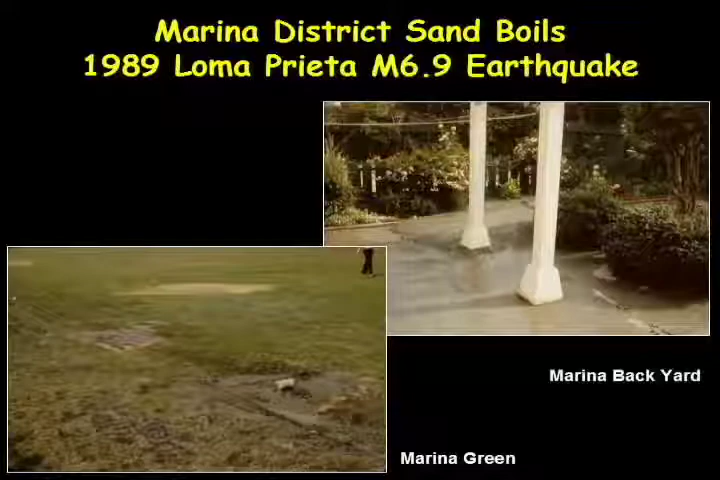 Marina District Sand Boils
1989 Loma Prieta M6.9 Earthquake
Marina Back Yard
Marina Green